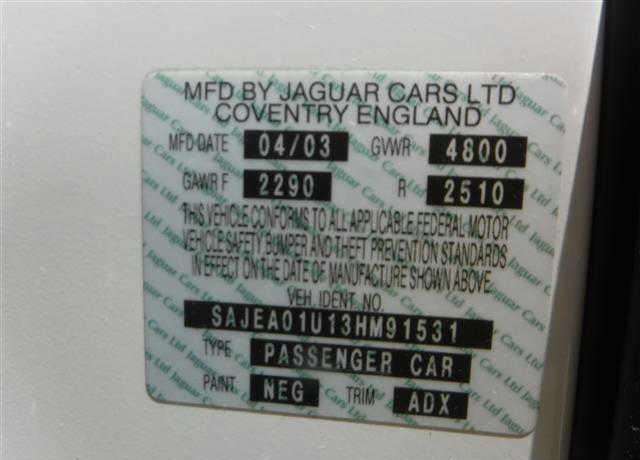 MFD BY JAGUAR CARS LTD
COVENTRY ENGLAND
MFD DATE 04/03 GVWR 4800
GAWR F 2290 R 2510
THIS VEHICLE CONFORMS TO ALL APPLICABLE FEDERAL MOTOR
VEHICLE SAFETY BUMPER AND THEFT PREVENTION STANDARDS
IN EFFECT ON THE DATE OF MANUFACTURE SHOWN ABOVE.
VEH. IDENT NO.
SAJEA01U13HM91531
TYPE PASSENGER CAR
PAINT NEG TRIM ADX